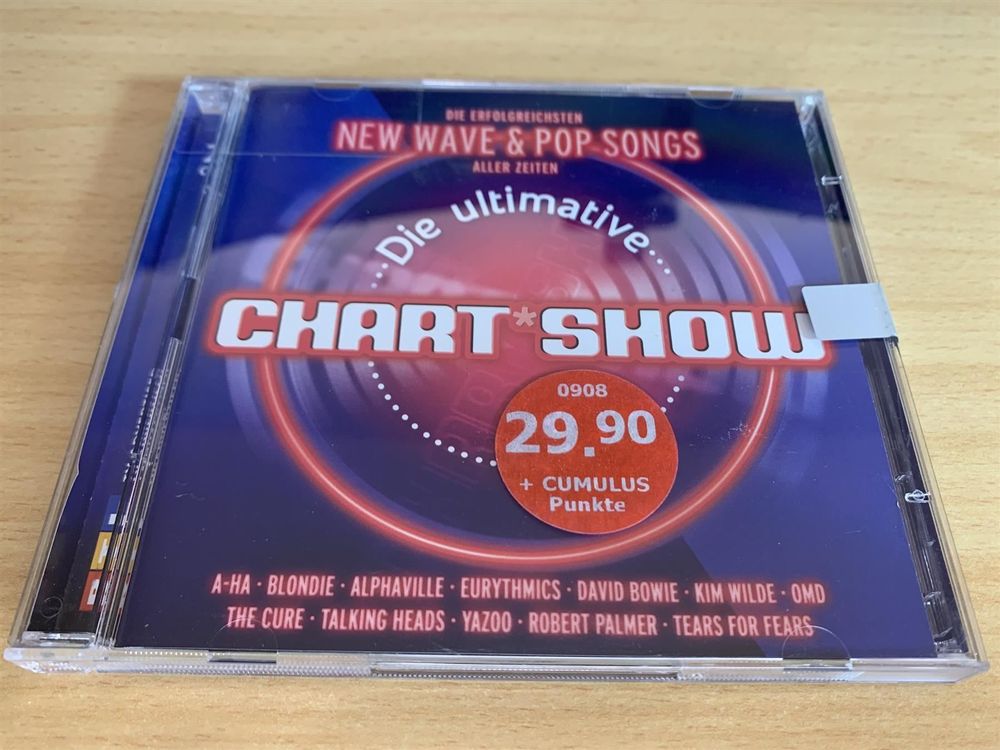 DIE ERFOLGREICHSTEN
NEW WAVE & POP SONGS
ALLER ZEITEN
Die ultimative
CHART*SHOW
0908
29.90
+ CUMULUS
Punkte
A-HA · BLONDIE · ALPHAVILLE · EURYTHMICS · DAVID BOWIE · KIM WILDE · OMD
THE CURE · TALKING HEADS · YAZOO · ROBERT PALMER · TEARS FOR FEARS